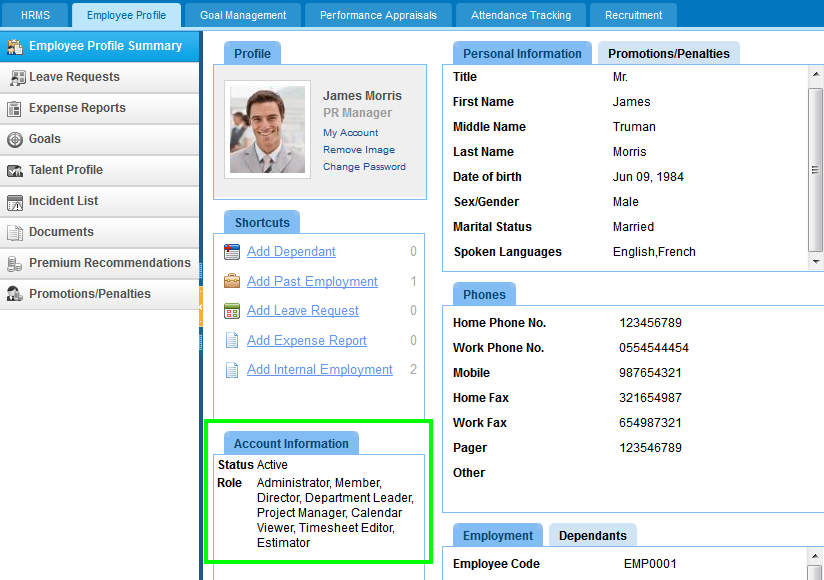 HRMS
Employee Profile
Goal Management
Performance Appraisals
Attendance Tracking
Recruitment
Employee Profile Summary
Leave Requests
Expense Reports
Goals
Talent Profile
Incident List
Documents
Premium Recommendations
Promotions/Penalties
Profile
James Morris
PR Manager
My Account
Remove Image
Change Password
Shortcuts
Add Dependant 0
Add Past Employment 1
Add Leave Request 0
Add Expense Report 0
Add Internal Employment 2
Account Information
Status Active
Role Administrator, Member,
Director, Department Leader,
Project Manager, Calendar
Viewer, Timesheet Editor,
Estimator
Personal Information
Promotions/Penalties
Title Mr.
First Name James
Middle Name Truman
Last Name Morris
Date of birth Jun 09, 1984
Sex/Gender Male
Marital Status Married
Spoken Languages English,French
Phones
Home Phone No. 123456789
Work Phone No. 0554544454
Mobile 987654321
Home Fax 321654987
Work Fax 654987321
Pager 123546789
Other
Employment
Dependants
Employee Code EMP0001